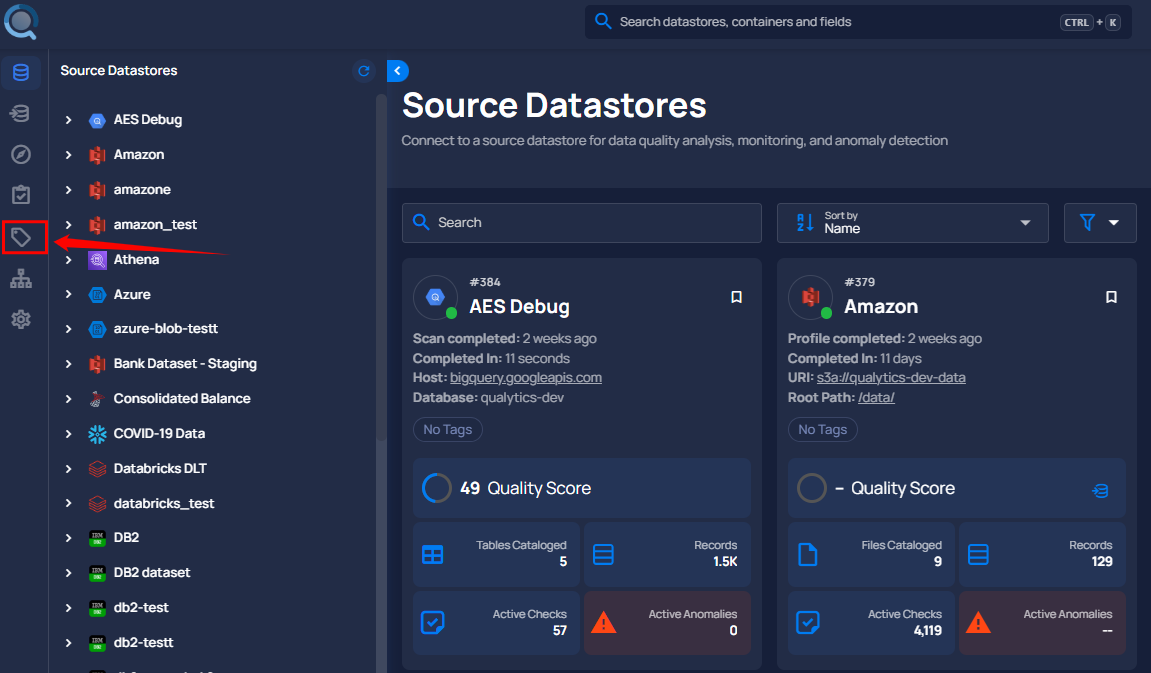 Search datastores, containers and fields
CTRL + K
Source Datastores
AES Debug
Amazon
amazone
amazon_test
Athena
Azure
azure-blob-testt
Bank Dataset - Staging
Consolidated Balance
COVID-19 Data
Databricks DLT
databricks_test
DB2
DB2 dataset
db2-test
db2-testt
Source Datastores
Connect to a source datastore for data quality analysis, monitoring, and anomaly detection
Search
Sort by
Name
#384
AES Debug
Scan completed: 2 weeks ago
Completed In: 11 seconds
Host: bigquery.googleapis.com
Database: qualytics-dev
No Tags
49 Quality Score
Tables Cataloged
5
Records
1.5K
Active Checks
57
Active Anomalies
0
#379
Amazon
Profile completed: 2 weeks ago
Completed In: 11 days
URI: s3a://qualytics-dev-data
Root Path: /data/
No Tags
– Quality Score
Files Cataloged
9
Records
129
Active Checks
4,119
Active Anomalies
--